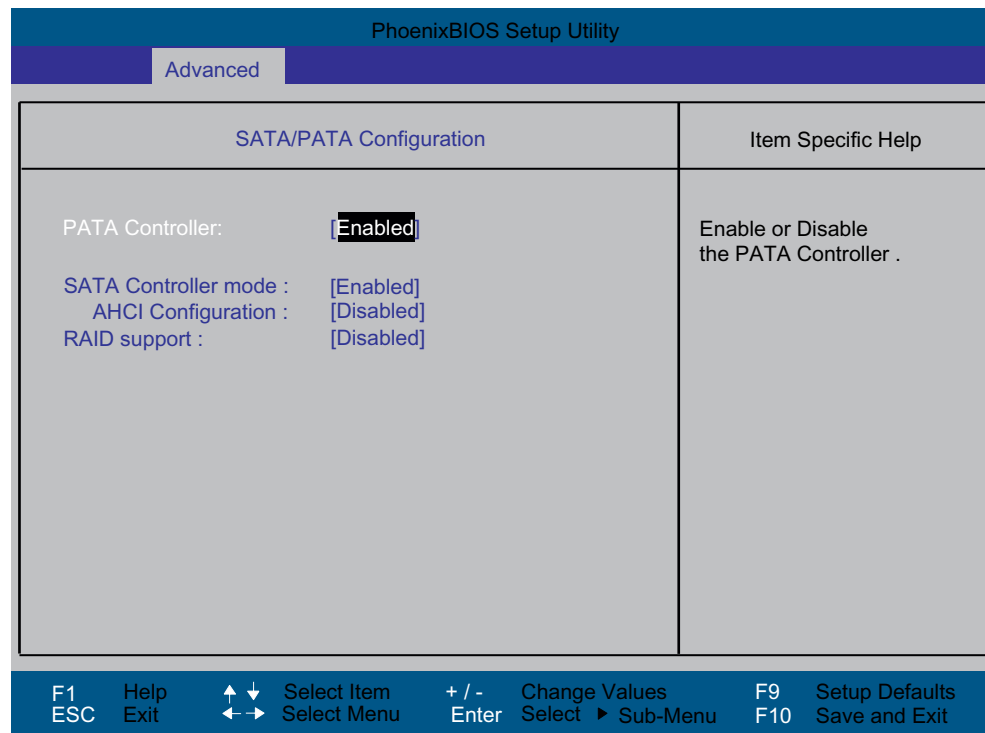 PhoenixBIOS Setup Utility
Advanced
SATA/PATA Configuration
Item Specific Help
PATA Controller: [Enabled]
SATA Controller mode : [Enabled]
AHCI Configuration : [Disabled]
RAID support : [Disabled]
Enable or Disable
the PATA Controller .
F1 Help Select Item + / - Change Values F9 Setup Defaults
ESC Exit Select Menu Enter Select Sub-Menu F10 Save and Exit